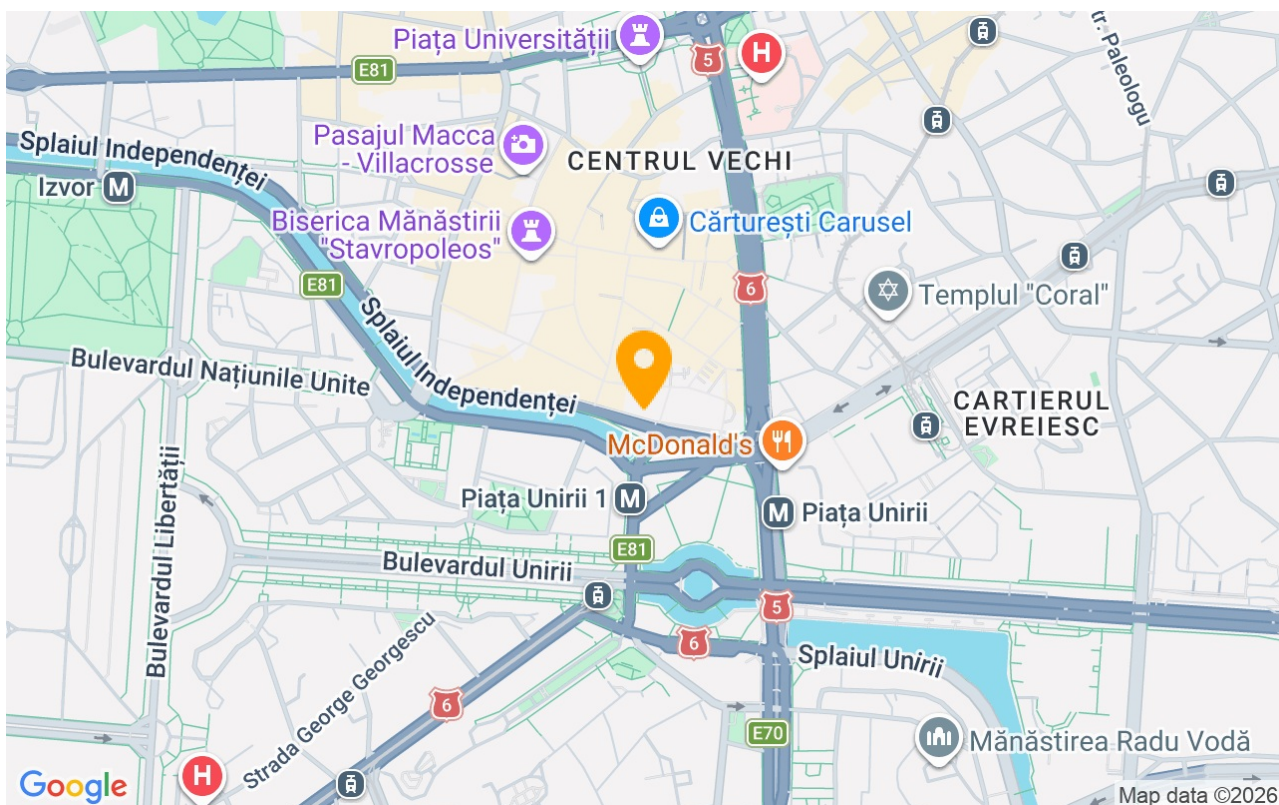 Piața Universității
5
H
tr. Paleologu
E81
Splaiul Independenței
Pasajul Macca
- Villacrosse
CENTRUL VECHI
Izvor M
Biserica Mănăstirii
"Stavropoleos"
Cărturești Carusel
E81
6
Templul "Coral"
Splaiul Independenței
Bulevardul Națiunile Unite
CARTIERUL
EVREIESC
McDonald's
Bulevardul Libertății
Piața Unirii 1 M
M Piața Unirii
E81
Bulevardul Unirii
5
6
Splaiul Unirii
Strada George Georgescu
6
E70
Mănăstirea Radu Vodă
H
Google
Map data ©2026